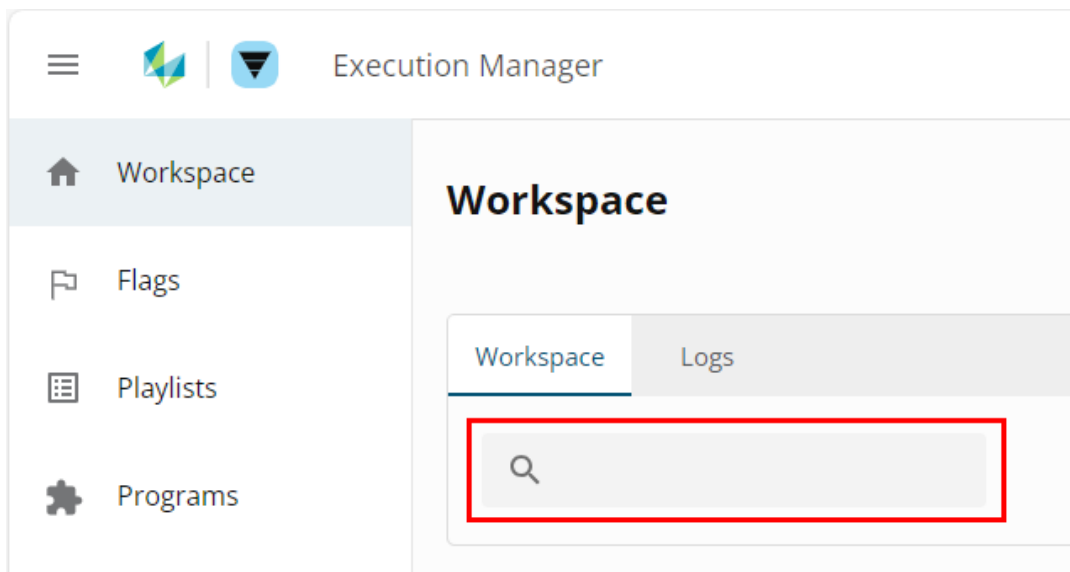 Execution Manager
Workspace
Flags
Playlists
Programs
Workspace
Workspace Logs